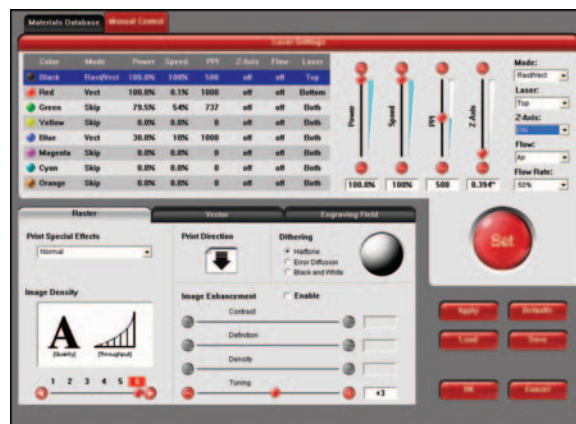 Materials Database Manual Control
Laser Settings
Color Mode Power Speed PPI Z-Axis Flow Laser
Black Rast/Vect 100.0% 100% 500 off off Top
Red Vect 100.0% 0.1% 1000 off off Bottom
Green Skip 79.5% 54% 737 off off Both
Yellow Skip 0.0% 0.0% 0 off off Both
Blue Vect 30.0% 10% 1000 off off Both
Magenta Skip 0.0% 0.0% 0 off off Both
Cyan Skip 0.0% 0.0% 0 off off Both
Orange Skip 0.0% 0.0% 0 off off Both
Power
Speed
PPI
Z-Axis
100.0% 100% 500 0.394"
Mode:
Rast/Vect
Laser:
Top
Z-Axis:
ON
Flow:
Air
Flow Rate:
50%
Set
Raster Vector Engraving Field
Print Special Effects
Normal
Print Direction
Dithering
Halftone
Error Diffusion
Black and White
Image Density
A
(Quality) (Throughput)
1 2 3 4 5 6
Image Enhancement Enable
Contrast
Definition
Density
Tuning
+3
Apply Defaults
Load Save
OK Cancel